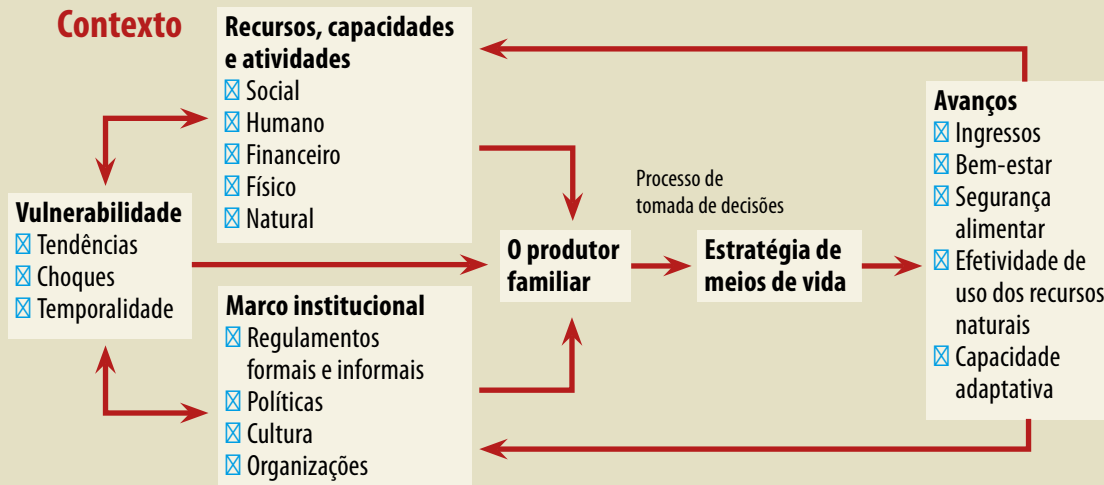 Contexto
Recursos, capacidades
e atividades
Social
Humano
Financeiro
Físico
Natural
Vulnerabilidade
Tendências
Choques
Temporalidade
Marco institucional
Regulamentos
formais e informais
Políticas
Cultura
Organizações
O produtor
familiar
Processo de
tomada de decisões
Estratégia de
meios de vida
Avanços
Ingressos
Bem-estar
Segurança
alimentar
Efetividade de
uso dos recursos
naturais
Capacidade
adaptativa